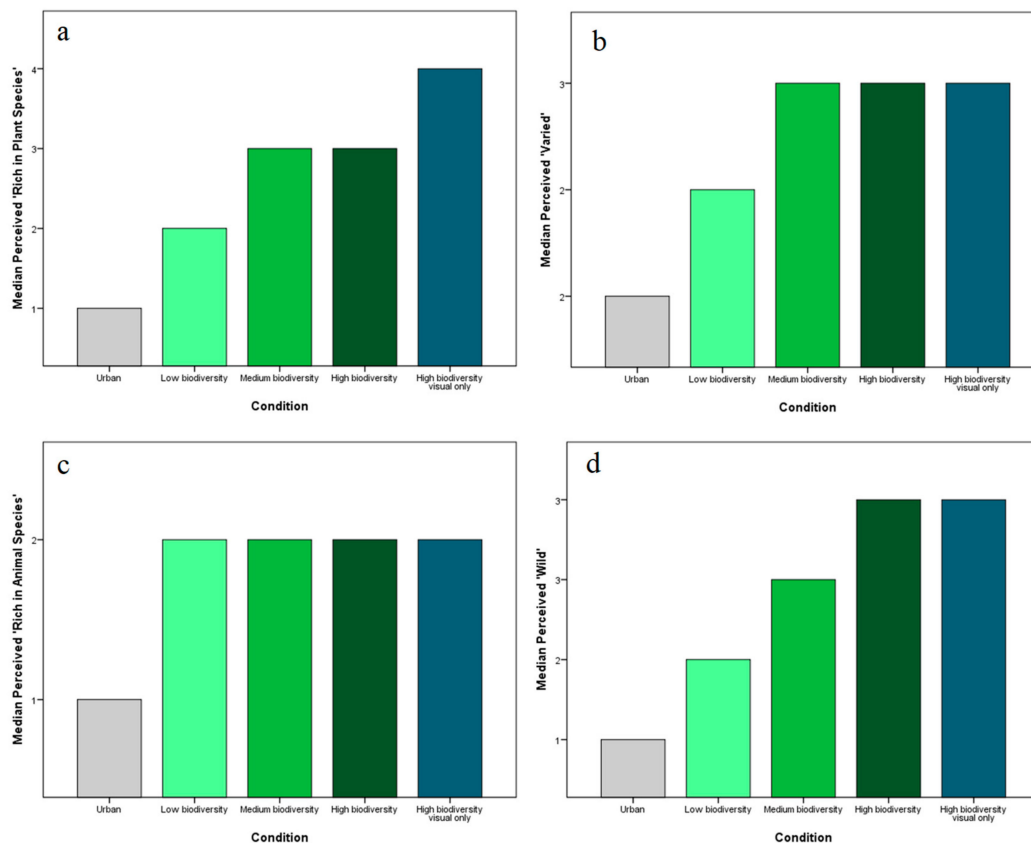 a
Median Perceived 'Rich in Plant Species'
4
3
2
1
Urban
Low biodiversity
Medium biodiversity
High biodiversity
High biodiversity
visual only
Condition
b
Median Perceived 'Varied'
3
2
2
Urban
Low biodiversity
Medium biodiversity
High biodiversity
High biodiversity
visual only
Condition
c
Median Perceived 'Rich in Animal Species'
2
1
Urban
Low biodiversity
Medium biodiversity
High biodiversity
High biodiversity
visual only
Condition
d
Median Perceived 'Wild'
3
3
2
1
Urban
Low biodiversity
Medium biodiversity
High biodiversity
High biodiversity
visual only
Condition